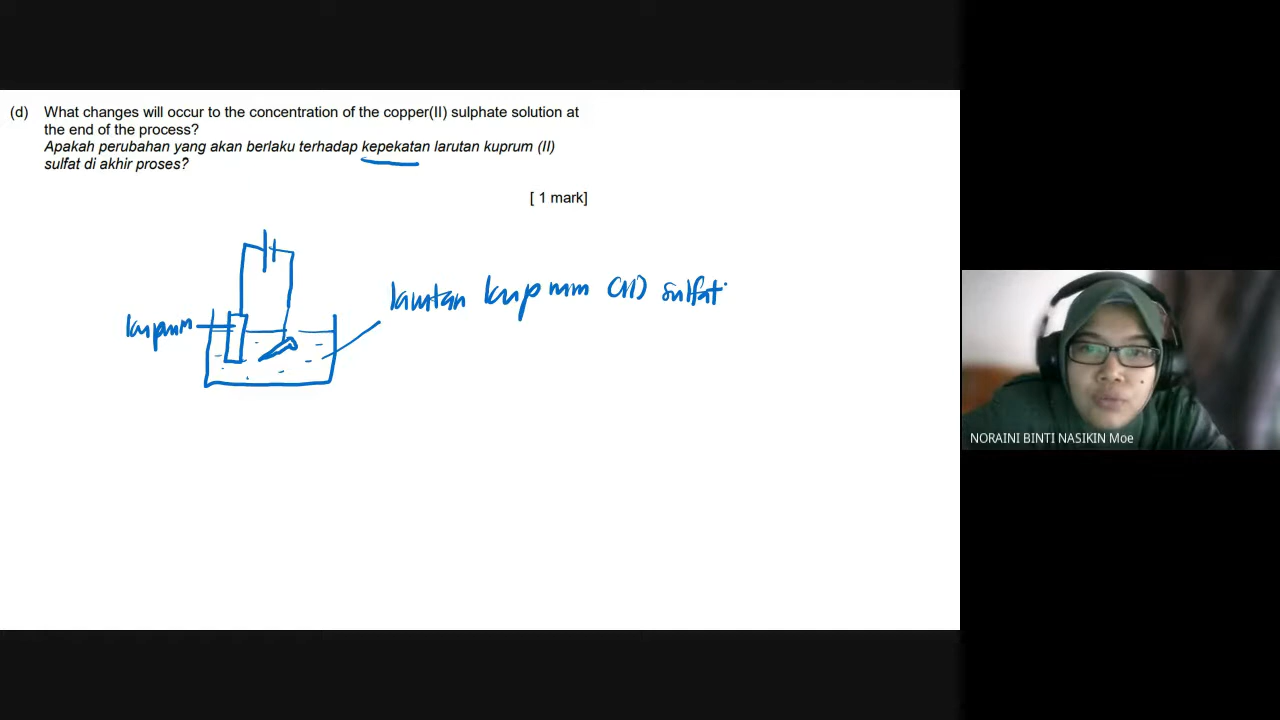 (d) What changes will occur to the concentration of the copper(II) sulphate solution at
the end of the process?
Apakah perubahan yang akan berlaku terhadap kepekatan larutan kuprum (II)
sulfat di akhir proses?
[ 1 mark]
larutan kuprum (II) sulfat
kuprum
NORAINI BINTI NASIKIN Moe